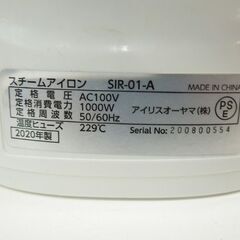 スチームアイロン SIR-01-A MADE IN CHINA
定格電圧 AC100V
定格消費電力 1000W
定格周波数 50/60Hz
温度ヒューズ 229℃
2020年製
アイリスオーヤマ(株)
PS
E
Serial No: 200800554